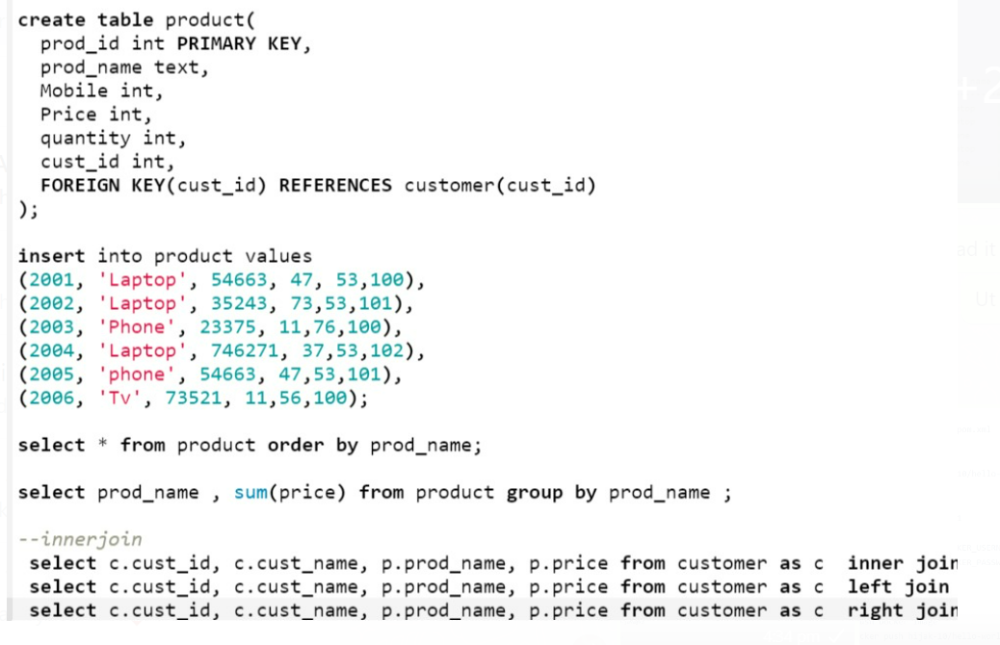 create table product(
prod_id int PRIMARY KEY,
prod_name text,
Mobile int,
Price int,
quantity int,
cust_id int,
FOREIGN KEY(cust_id) REFERENCES customer(cust_id)
);
insert into product values
(2001, 'Laptop', 54663, 47, 53,100),
(2002, 'Laptop', 35243, 73,53,101),
(2003, 'Phone', 23375, 11,76,100),
(2004, 'Laptop', 746271, 37,53,102),
(2005, 'phone', 54663, 47,53,101),
(2006, 'Tv', 73521, 11,56,100);
select * from product order by prod_name;
select prod_name , sum(price) from product group by prod_name ;
--innerjoin
select c.cust_id, c.cust_name, p.prod_name, p.price from customer as c inner join
select c.cust_id, c.cust_name, p.prod_name, p.price from customer as c left join
select c.cust_id, c.cust_name, p.prod_name, p.price from customer as c right join